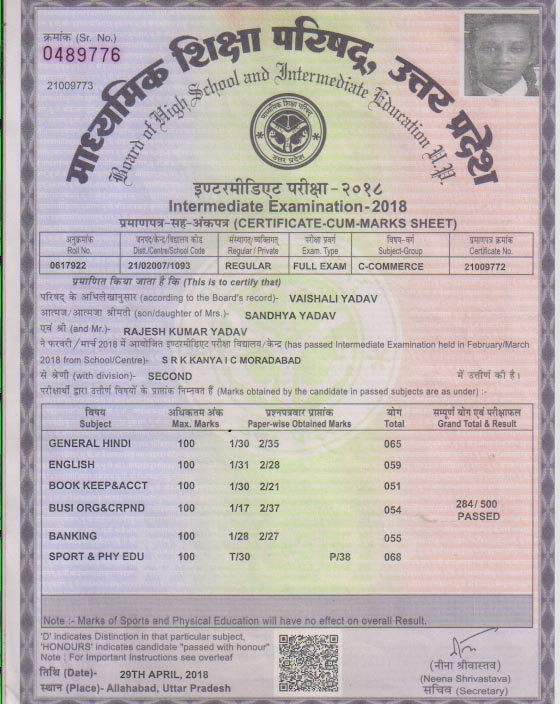 क्रमांक (Sr. No.)
0489776
21009773
माध्यमिक शिक्षा परिषद्, उत्तर प्रदेश
Board of High School and Intermediate Education U.P.
माध्यमिक शिक्षा परिषद्
उत्तर प्रदेश
इण्टरमीडिएट परीक्षा-२०१८
Intermediate Examination-2018
प्रमाणपत्र-सह-अंकपत्र (CERTIFICATE-CUM-MARKS SHEET)
अनुक्रमांक जनपद/केन्द्र/विद्यालय कोड संस्थागत/व्यक्तिगत परीक्षा प्रवर्ग विषय-वर्ग प्रमाणपत्र क्रमांक
Roll No. Distt./Centre/School Code Regular / Private Exam. Type Subject-Group Certificate No.
0617922 21/02007/1093 REGULAR FULL EXAM C-COMMERCE 21009772
प्रमाणित किया जाता है कि (This is to certify that)
परिषद के अभिलेखानुसार (according to the Board's record)- VAISHALI YADAV
आत्मज/आत्मजा श्रीमती (son/daughter of Mrs.)- SANDHYA YADAV
एवं श्री (and Mr.)- RAJESH KUMAR YADAV
ने फरवरी/मार्च 2018 में आयोजित इण्टरमीडिएट परीक्षा विद्यालय/केन्द्र (has passed Intermediate Examination held in February/March
2018 from School/Centre)- S R K KANYA I C MORADABAD
से श्रेणी (with division)- SECOND में उत्तीर्ण की है।
परीक्षार्थी द्वारा उत्तीर्ण विषयों के प्राप्तांक निम्नवत हैं (Marks obtained by the candidate in passed subjects are as under) :-
विषय अधिकतम अंक प्रश्नपत्रवार प्राप्तांक योग सम्पूर्ण योग एवं परीक्षाफल
Subject Max. Marks Paper-wise Obtained Marks Total Grand Total & Result
GENERAL HINDI 100 1/30 2/35 065
ENGLISH 100 1/31 2/28 059
BOOK KEEP&ACCT 100 1/30 2/21 051
BUSI ORG&CRPND 100 1/17 2/37 054 284/ 500
PASSED
BANKING 100 1/28 2/27 055
SPORT & PHY EDU 100 T/30 P/38 068
Note :- Marks of Sports and Physical Education will have no effect on overall Result.
'D' indicates Distinction in that particular subject,
'HONOURS' indicates candidate "passed with honour"
Note : For Important Instructions see overleaf
तिथि (Date)- 29TH APRIL, 2018
स्थान (Place)- Allahabad, Uttar Pradesh
(नीना श्रीवास्तव)
(Neena Shrivastava)
सचिव (Secretary)